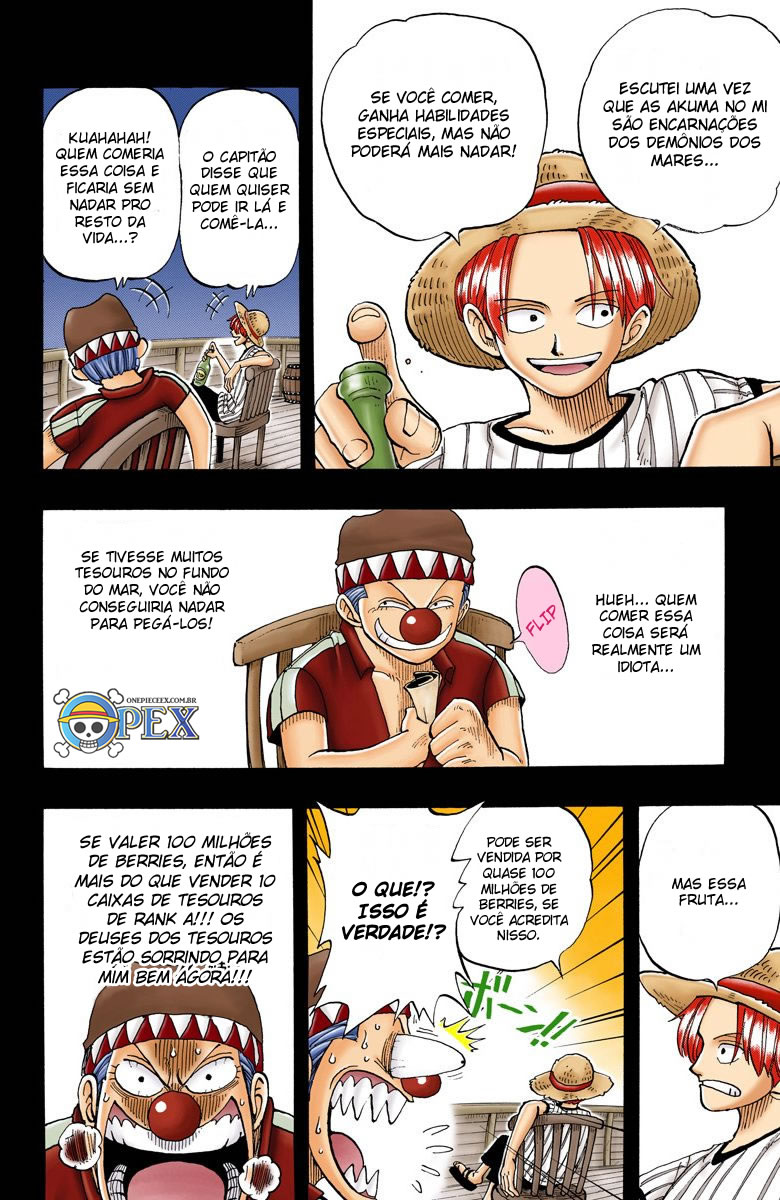 ESCUTEI UMA VEZ
QUE AS AKUMA NO MI
SÃO ENCARNAÇÕES
DOS DEMÔNIOS DOS
MARES...
SE VOCÊ COMER,
GANHA HABILIDADES
ESPECIAIS, MAS NÃO
PODERÁ MAIS NADAR!
O CAPITÃO
DISSE QUE
QUEM QUISER
PODE IR LÁ E
COMÊ-LA...
KUAHAHAH!
QUEM COMERIA
ESSA COISA E
FICARIA SEM
NADAR PRO
RESTO DA
VIDA...?
HUEH... QUEM
COMER ESSA
COISA SERÁ
REALMENTE UM
IDIOTA...
FLIP
SE TIVESSE MUITOS
TESOUROS NO FUNDO
DO MAR, VOCÊ NÃO
CONSEGUIRIA NADAR
PARA PEGÁ-LOS!
ONEPIECEEX.COM.BR
OPEX
MAS ESSA
FRUTA...
PODE SER
VENDIDA POR
QUASE 100
MILHÕES DE
BERRIES, SE
VOCÊ ACREDITA
NISSO.
O QUE!?
ISSO É
VERDADE!?
ボーン!!
SE VALER 100 MILHÕES
DE BERRIES, ENTÃO É
MAIS DO QUE VENDER 10
CAIXAS DE TESOUROS
DE RANK A!!! OS
DEUSES DOS TESOUROS
ESTÃO SORRINDO PARA
MIM BEM AGORA!!!